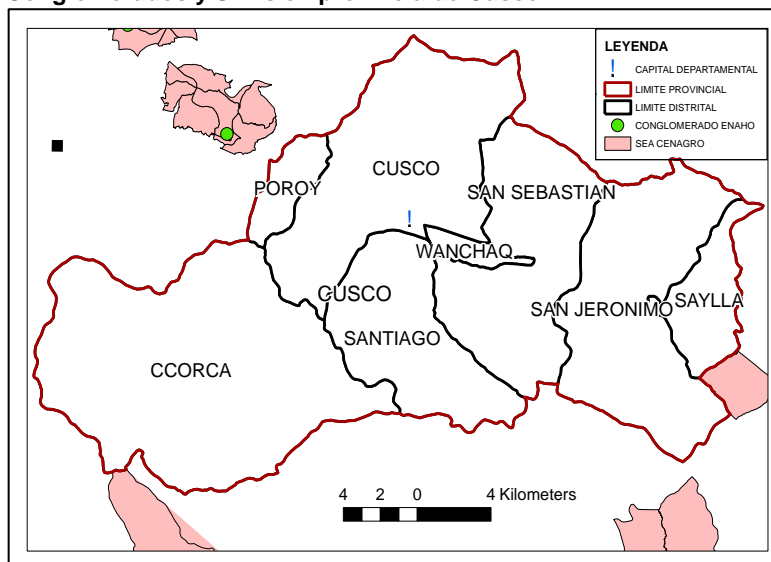 LEYENDA
! CAPITAL DEPARTAMENTAL
LIMITE PROVINCIAL
LIMITE DISTRITAL
CONGLOMERADO ENAHO
SEA CENAGRO
CUSCO
POROY
SAN SEBASTIAN
!
WANCHAQ
CUSCO
SAYLLA
SAN JERONIMO
SANTIAGO
CCORCA
4 2 0 4 Kilometers